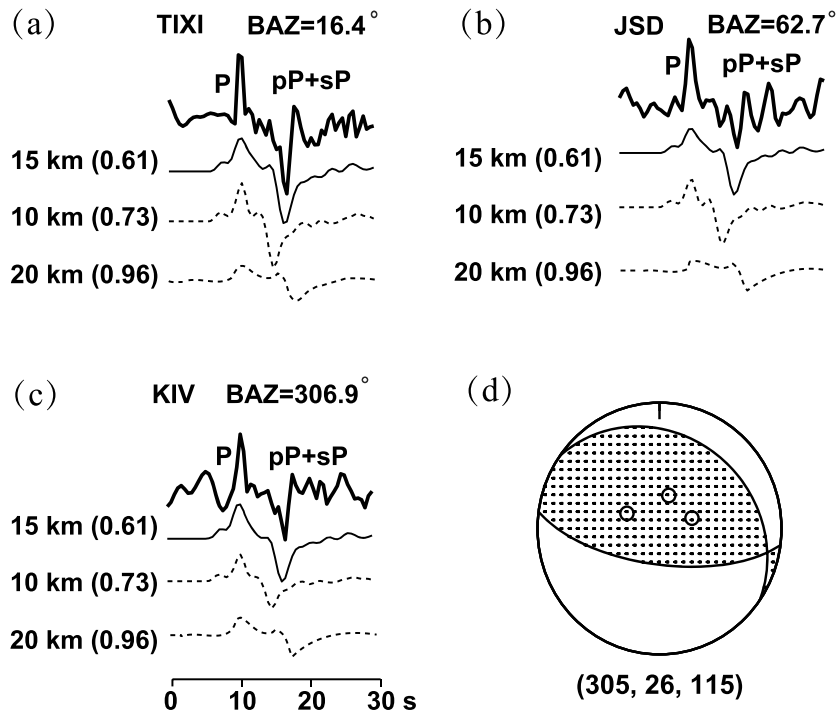 (a) TIXI BAZ=16.4°
P pP+sP
15 km (0.61)
10 km (0.73)
20 km (0.96)
(b) JSD BAZ=62.7°
P pP+sP
15 km (0.61)
10 km (0.73)
20 km (0.96)
(c) KIV BAZ=306.9°
P pP+sP
15 km (0.61)
10 km (0.73)
20 km (0.96)
0 10 20 30 s
(d)
(305, 26, 115)